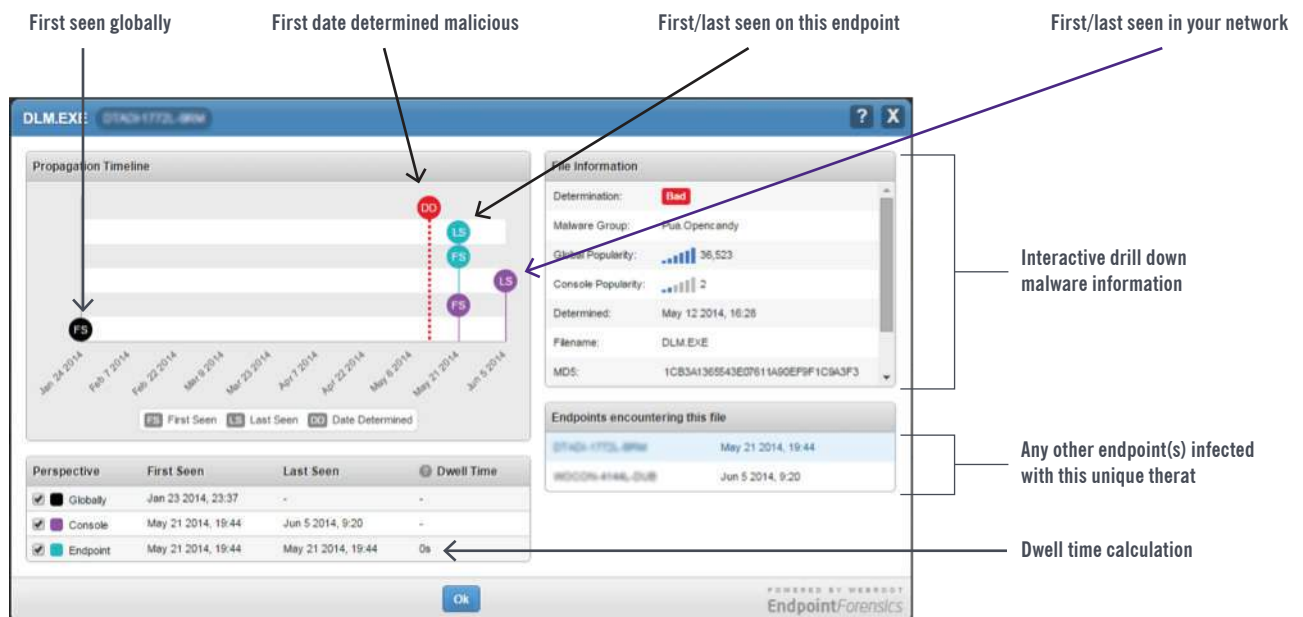 First seen globally
First date determined malicious
First/last seen on this endpoint
First/last seen in your network
DLM.EXE
? X
Propagation Timeline
DD
LS
FS
LS
FS
FS
Jan 24 2014
Feb 7 2014
Feb 22 2014
Mar 9 2014
Mar 23 2014
Apr 7 2014
Apr 22 2014
May 6 2014
May 21 2014
Jun 5 2014
FS First Seen LS Last Seen DD Date Determined
Perspective First Seen Last Seen Dwell Time
Globally Jan 23 2014, 23:37 - -
Console May 21 2014, 19:44 Jun 5 2014, 9:20 -
Endpoint May 21 2014, 19:44 May 21 2014, 19:44 0s
File Information
Determination: Bad
Malware Group: Pua.Opencandy
Global Popularity: 36,523
Console Popularity: 2
Determined: May 12 2014, 16:28
Filename: DLM.EXE
MD5: 1CB3A1365543E07611A90EF9F1C9A3F3
Endpoints encountering this file
May 21 2014, 19:44
Jun 5 2014, 9:20
Interactive drill down
malware information
Any other endpoint(s) infected
with this unique therat
Dwell time calculation
Ok
POWERED BY WEBROOT
EndpointForensics